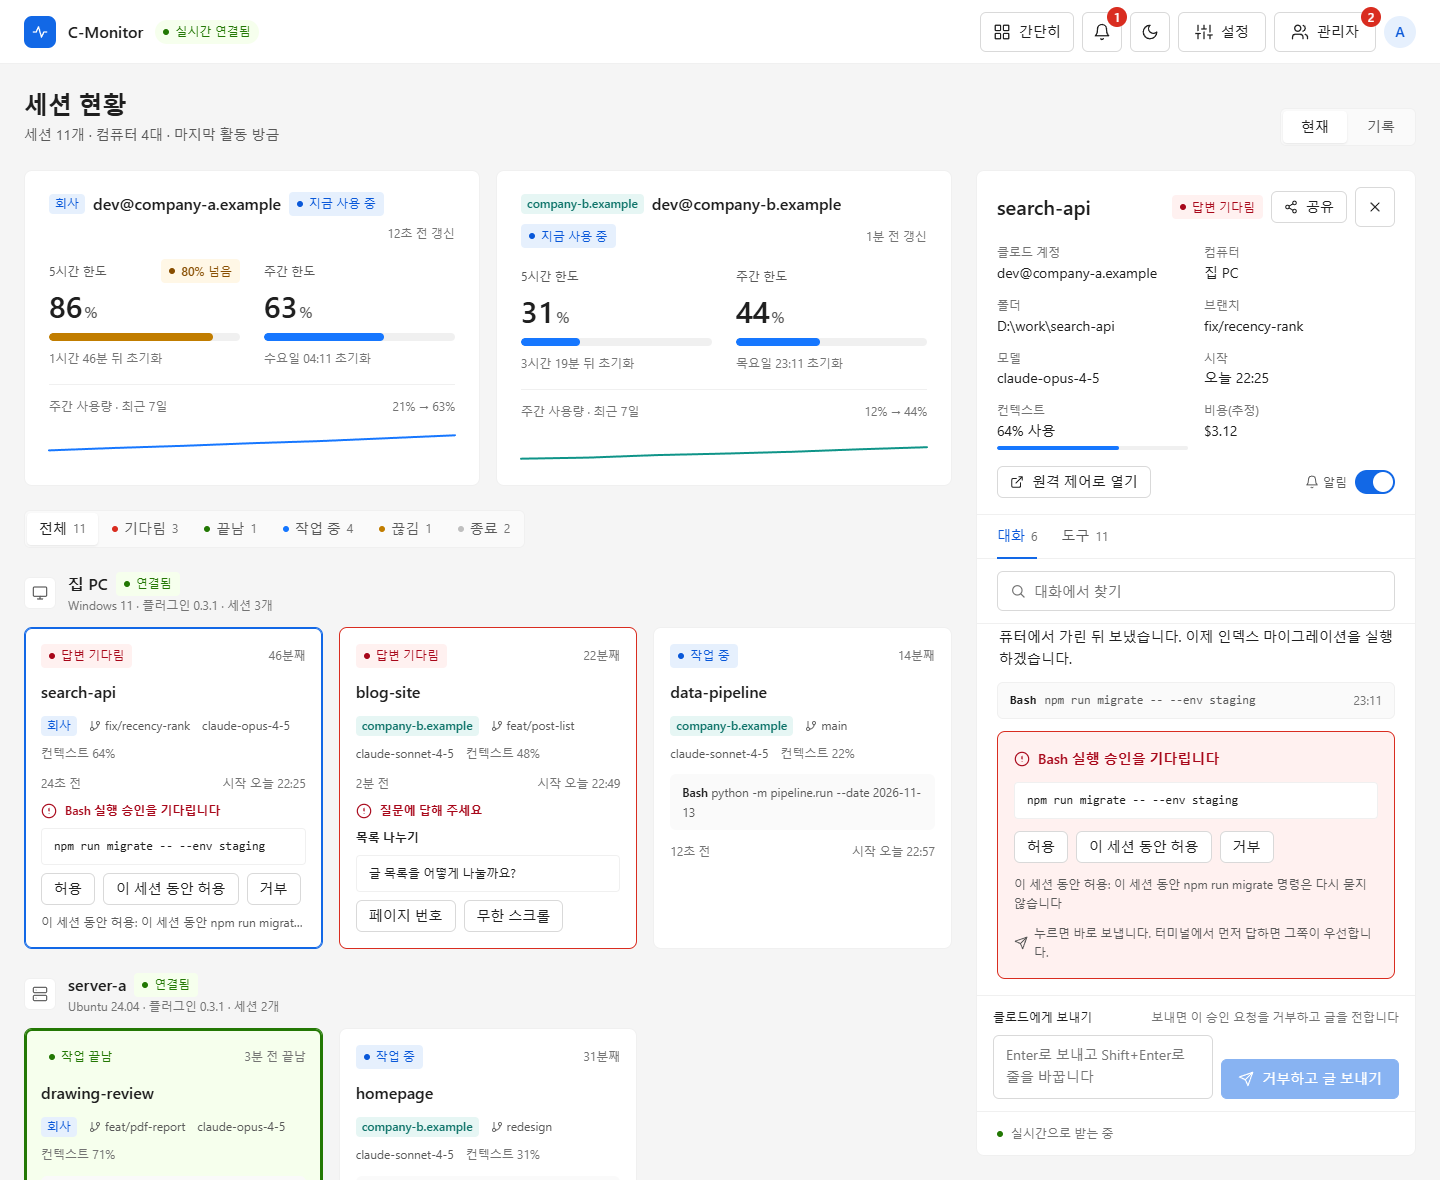 C-Monitor
실시간 연결됨
간단히
1
설정
관리자
2
A
세션 현황
세션 11개 · 컴퓨터 4대 · 마지막 활동 방금
현재
기록
회사 dev@company-a.example 지금 사용 중
12초 전 갱신
5시간 한도
80% 넘음
86%
1시간 46분 뒤 초기화
주간 한도
63%
수요일 04:11 초기화
주간 사용량 · 최근 7일
21% → 63%
company-b.example dev@company-b.example
지금 사용 중
1분 전 갱신
5시간 한도
31%
3시간 19분 뒤 초기화
주간 한도
44%
목요일 23:11 초기화
주간 사용량 · 최근 7일
12% → 44%
전체 11
기다림 3
끝남 1
작업 중 4
끊김 1
종료 2
집 PC 연결됨
Windows 11 · 플러그인 0.3.1 · 세션 3개
답변 기다림
46분째
search-api
회사 fix/recency-rank claude-opus-4-5
컨텍스트 64%
24초 전
시작 오늘 22:25
Bash 실행 승인을 기다립니다
npm run migrate -- --env staging
허용
이 세션 동안 허용
거부
이 세션 동안 허용: 이 세션 동안 npm run migrat...
답변 기다림
22분째
blog-site
company-b.example feat/post-list
claude-sonnet-4-5 컨텍스트 48%
2분 전
시작 오늘 22:49
질문에 답해 주세요
목록 나누기
글 목록을 어떻게 나눌까요?
페이지 번호
무한 스크롤
작업 중
14분째
data-pipeline
company-b.example main
claude-sonnet-4-5 컨텍스트 22%
Bash python -m pipeline.run --date 2026-11-
13
12초 전
시작 오늘 22:57
server-a 연결됨
Ubuntu 24.04 · 플러그인 0.3.1 · 세션 2개
작업 끝남
3분 전 끝남
drawing-review
회사 feat/pdf-report claude-opus-4-5
컨텍스트 71%
작업 중
31분째
homepage
company-b.example redesign
claude-sonnet-4-5 컨텍스트 31%
search-api
답변 기다림
공유
클로드 계정
dev@company-a.example
컴퓨터
집 PC
폴더
D:\work\search-api
브랜치
fix/recency-rank
모델
claude-opus-4-5
시작
오늘 22:25
컨텍스트
64% 사용
비용(추정)
$3.12
원격 제어로 열기
알림
대화 6
도구 11
대화에서 찾기
퓨터에서 가린 뒤 보냈습니다. 이제 인덱스 마이그레이션을 실행
하겠습니다.
Bash npm run migrate -- --env staging
23:11
Bash 실행 승인을 기다립니다
npm run migrate -- --env staging
허용
이 세션 동안 허용
거부
이 세션 동안 허용: 이 세션 동안 npm run migrate 명령은 다시 묻지
않습니다
누르면 바로 보냅니다. 터미널에서 먼저 답하면 그쪽이 우선합니
다.
클로드에게 보내기
보내면 이 승인 요청을 거부하고 글을 전합니다
Enter로 보내고 Shift+Enter로
줄을 바꿉니다
거부하고 글 보내기
실시간으로 받는 중